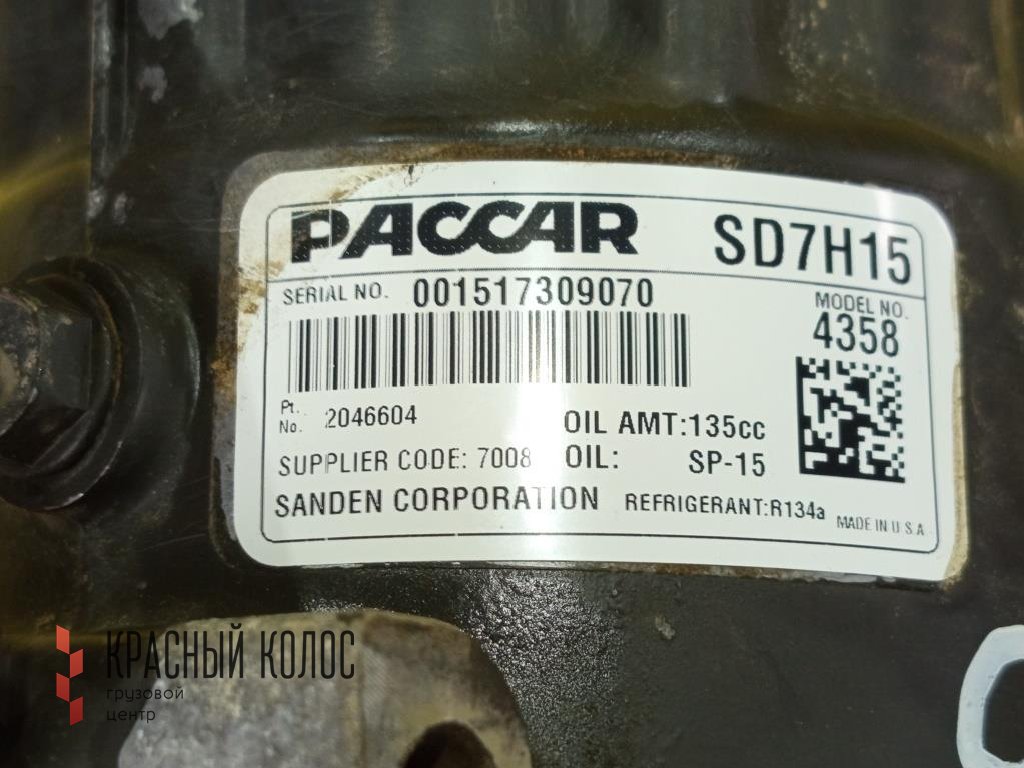 PACCAR SD7H15
SERIAL NO. 001517309070
MODEL NO.
4358
Pt.
No. 2046604
OIL AMT:135cc
SUPPLIER CODE: 7008
OIL: SP-15
SANDEN CORPORATION
REFRIGERANT:R134a
MADE IN U.S.A
КРАСНЫЙ КОЛОС
грузовой
центр